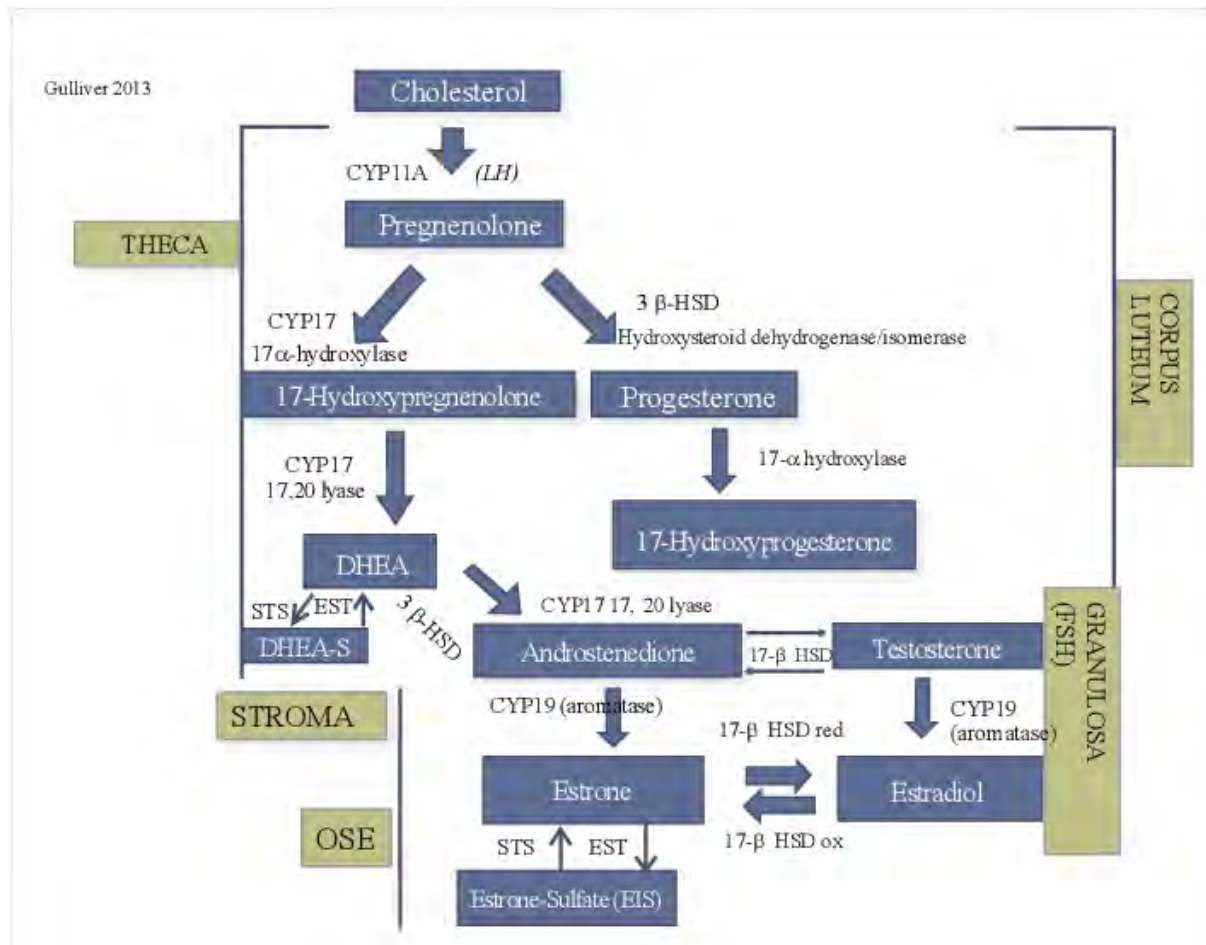 Gulliver 2013
Cholesterol
CYP11A (LH)
Pregnenolone
THECA
3 β-HSD
Hydroxysteroid dehydrogenase/isomerase
CYP17
17α-hydroxylase
17-Hydroxypregnenolone
Progesterone
CORPUS
LUTEUM
CYP17
17,20 lyase
17-α hydroxylase
17-Hydroxyprogesterone
DHEA
STS EST
3 β-HSD
CYP17 17, 20 lyase
DHEA-S
Androstenedione
17-β HSD
Testosterone
GRANULOSA
(FSH)
STROMA
CYP19 (aromatase)
17-β HSD red
CYP19
(aromatase)
Estrone
Estradiol
OSE
STS EST
17-β HSD ox
Estrone-Sulfate (EIS)